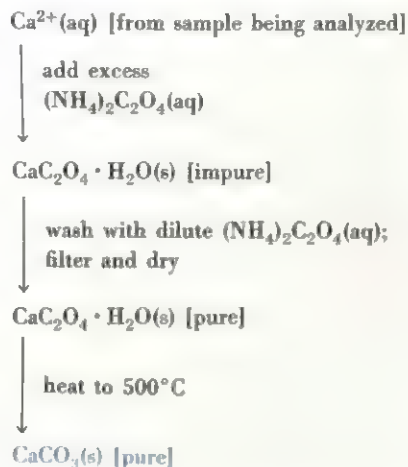 Ca²⁺(aq) [from sample being analyzed]
add excess
(NH₄)₂C₂O₄(aq)
CaC₂O₄ · H₂O(s) [impure]
wash with dilute (NH₄)₂C₂O₄(aq);
filter and dry
CaC₂O₄ · H₂O(s) [pure]
heat to 500°C
CaCO₃(s) [pure]